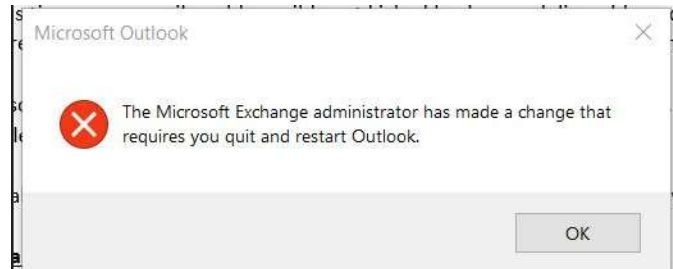 Microsoft Outlook
The Microsoft Exchange administrator has made a change that
requires you quit and restart Outlook.
OK